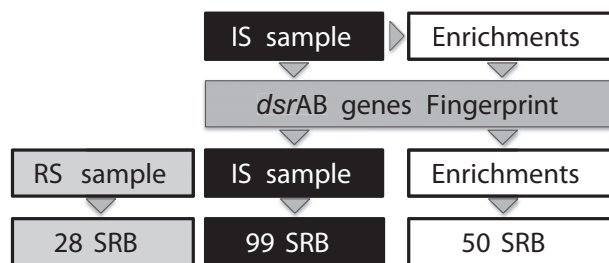 IS sample Enrichments
dsrAB genes Fingerprint
RS sample IS sample Enrichments
28 SRB 99 SRB 50 SRB